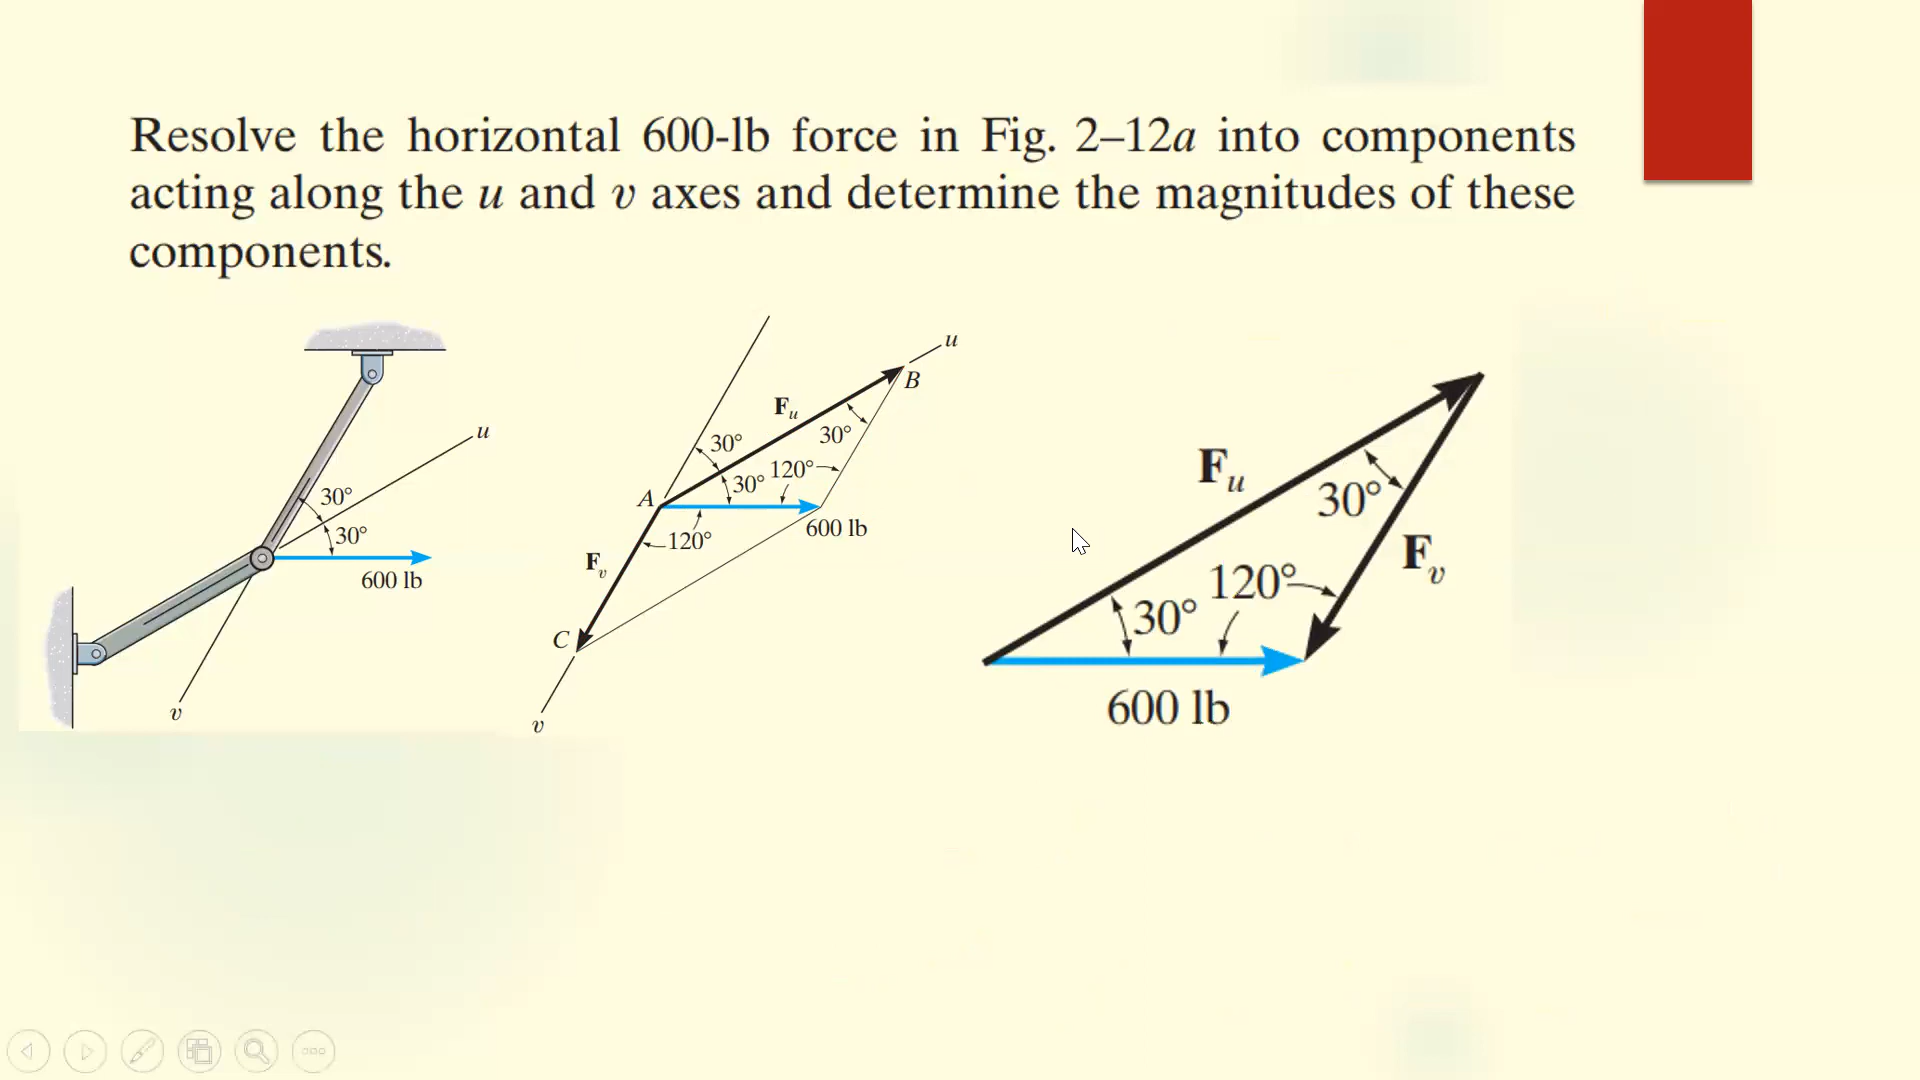 Resolve the horizontal 600-lb force in Fig. 2–12a into components
acting along the u and v axes and determine the magnitudes of these
components.
u
30°
30°
600 lb
v
u
B
F_u
30°
30°
120°
30°
A
600 lb
120°
F_v
C
v
F_u
30°
F_v
120°
30°
600 lb